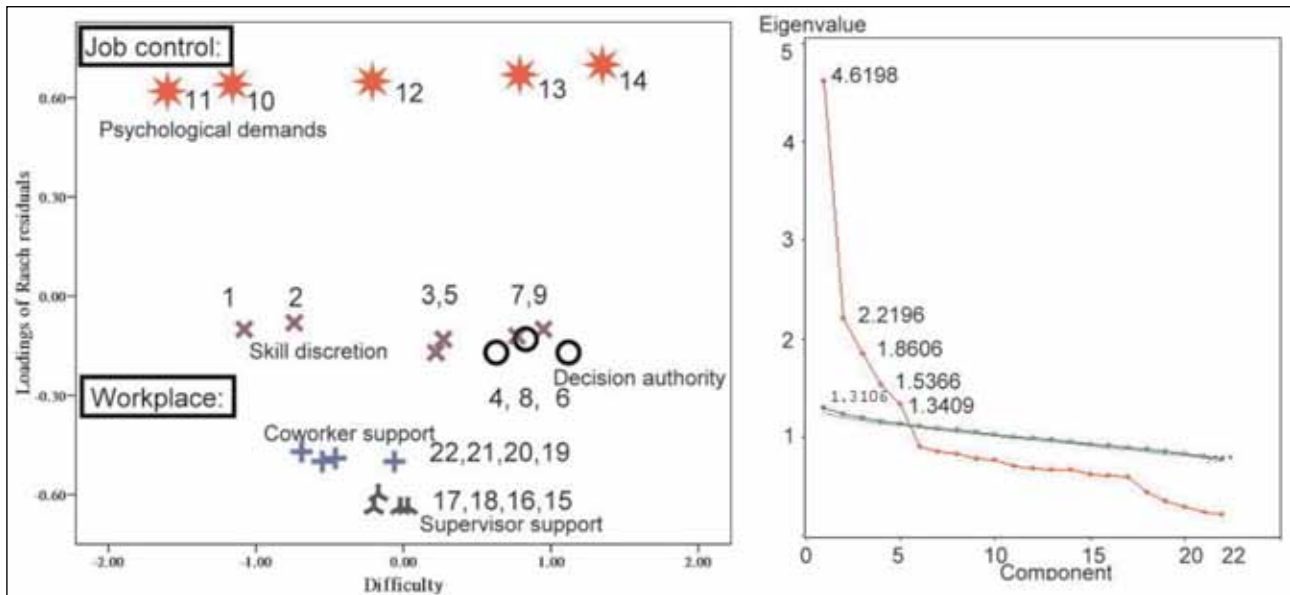 Job control:
11 10 12 13 14
Psychological demands
0.60
0.30
0.00
-0.30
-0.60
Loadings of Rasch residuals
1 2 3,5 7,9
Skill discretion
Decision authority
4, 8, 6
Workplace:
Coworker support
22,21,20,19
17,18,16,15
Supervisor support
-2.00 -1.00 0.00 1.00 2.00
Difficulty
Eigenvalue
5
4
3
2
1
4.6198
2.2196
1.8606
1.5366
1.3106
1.3409
0 5 10 15 20 22
Component